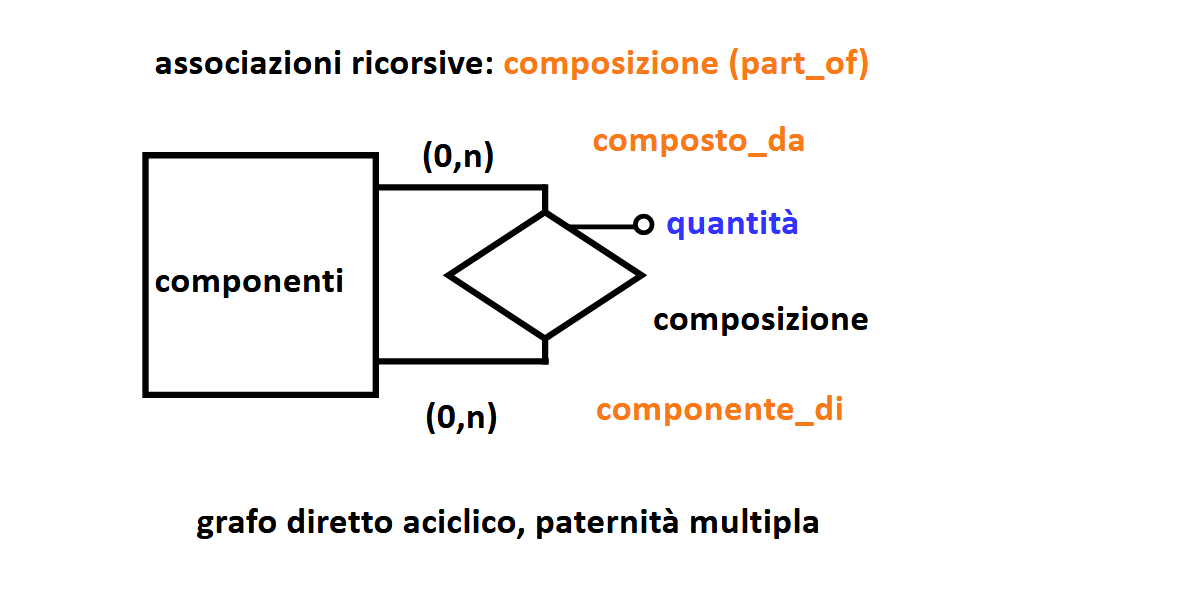 associazioni ricorsive: composizione (part_of)
composto_da
(0,n)
quantità
componenti
composizione
componente_di
(0,n)
grafo diretto aciclico, paternità multipla